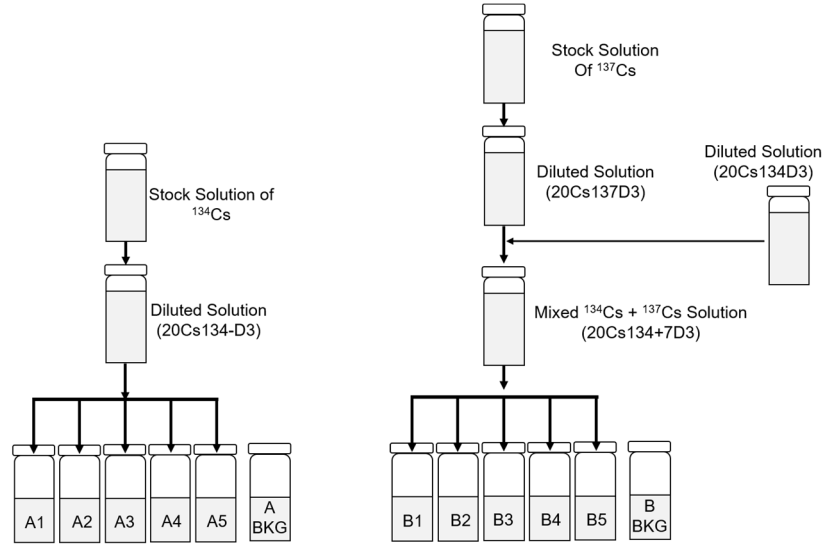 Stock Solution
Of ¹³⁷Cs
Diluted Solution
(20Cs137D3)
Diluted Solution
(20Cs134D3)
Stock Solution of
¹³⁴Cs
Diluted Solution
(20Cs134-D3)
Mixed ¹³⁴Cs + ¹³⁷Cs Solution
(20Cs134+7D3)
A1 A2 A3 A4 A5 A
BKG
B1 B2 B3 B4 B5 B
BKG